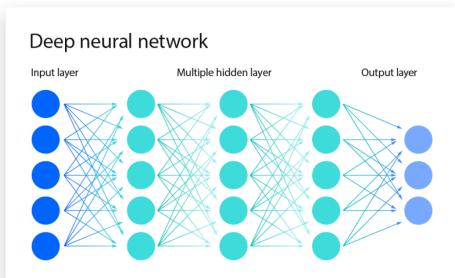 Deep neural network
Input layer
Multiple hidden layer
Output layer